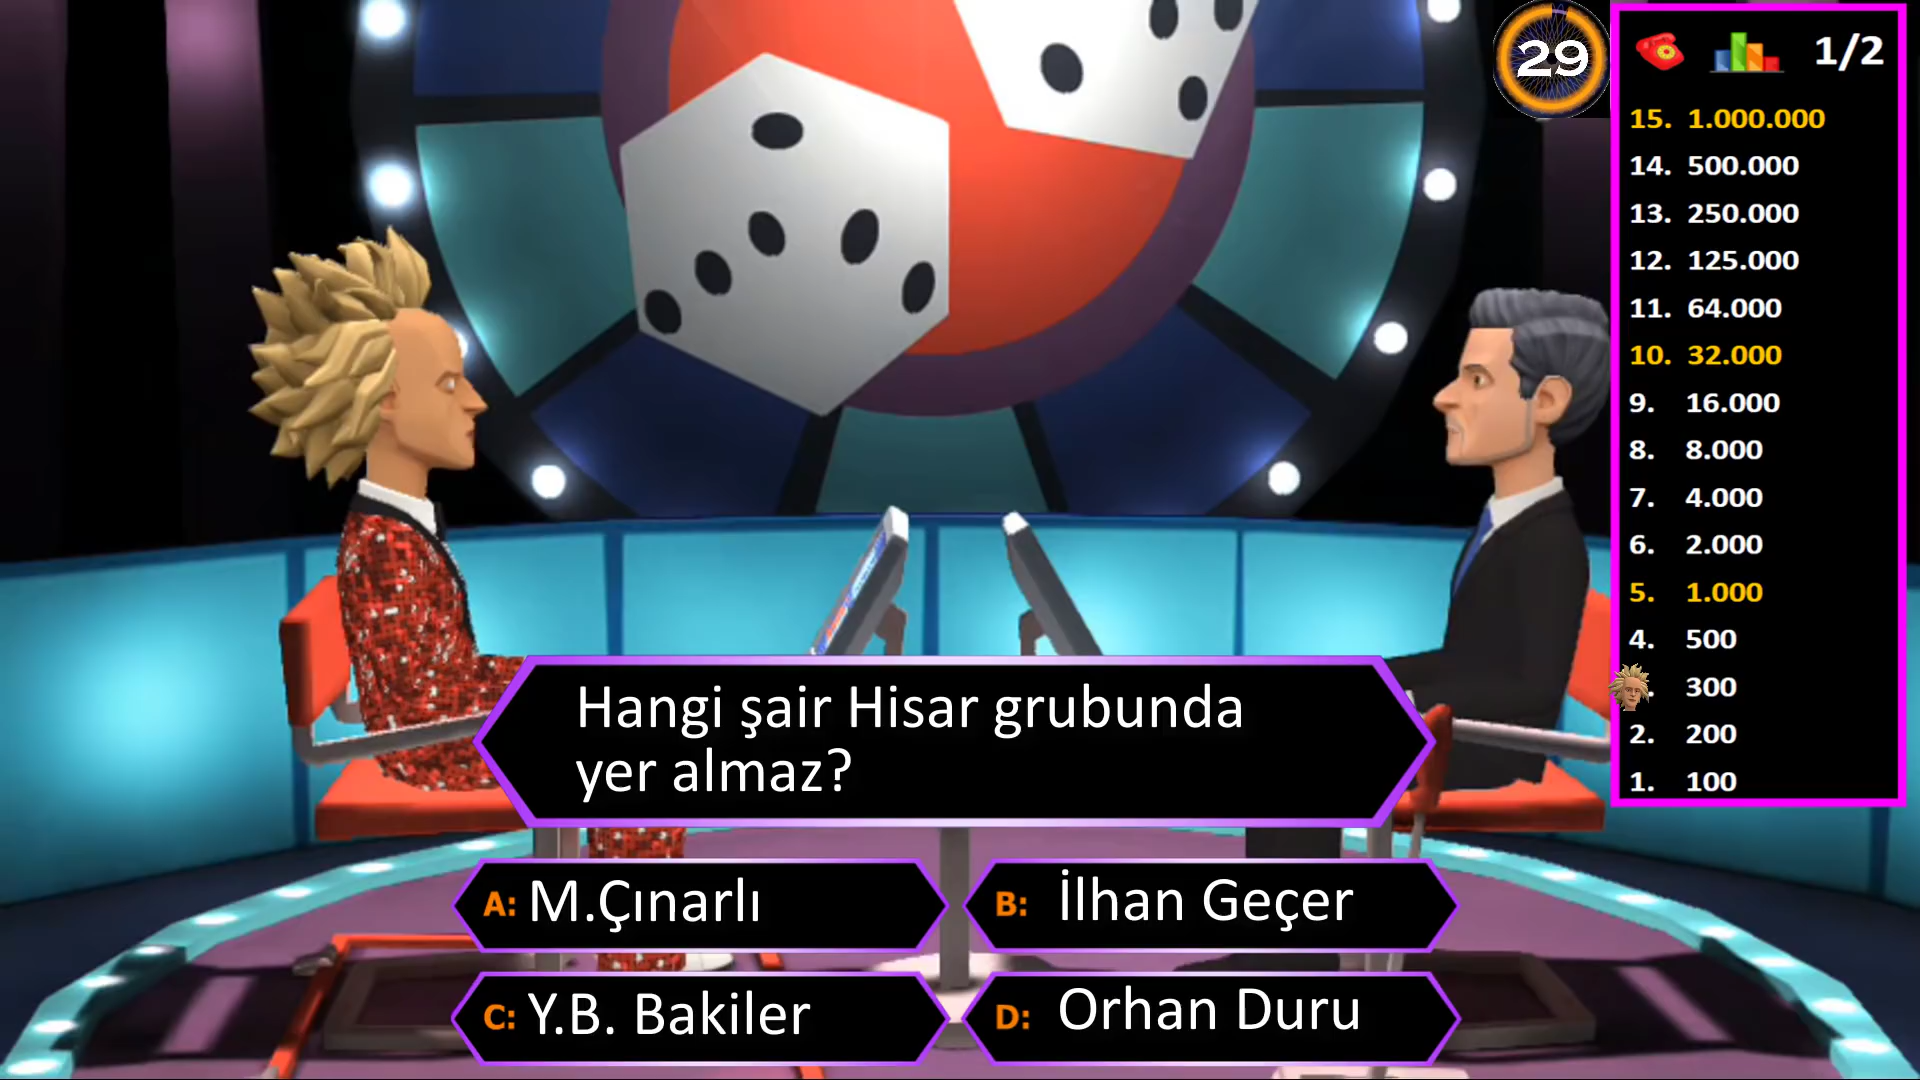 29
1/2
15. 1.000.000
14. 500.000
13. 250.000
12. 125.000
11. 64.000
10. 32.000
9. 16.000
8. 8.000
7. 4.000
6. 2.000
5. 1.000
4. 500
300
2. 200
1. 100
Hangi şair Hisar grubunda
yer almaz?
A: M.Çınarlı
B: İlhan Geçer
C: Y.B. Bakiler
D: Orhan Duru